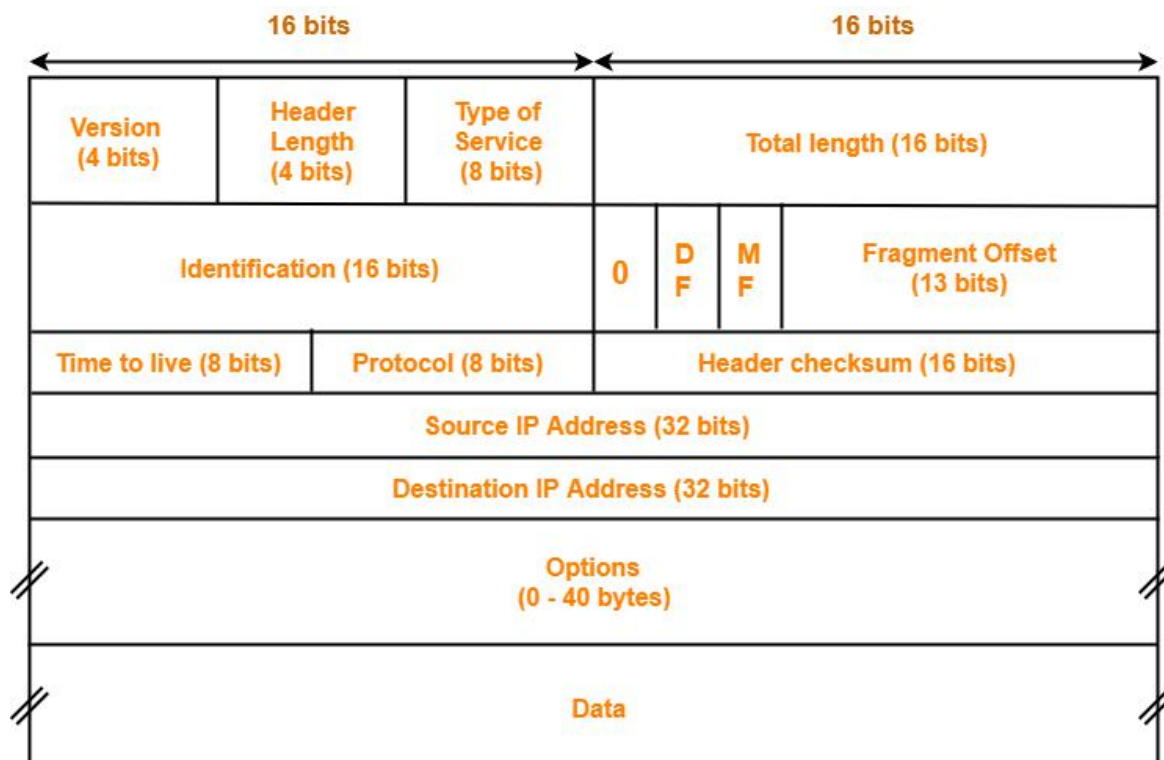 16 bits
16 bits
Version
(4 bits)
Header
Length
(4 bits)
Type of
Service
(8 bits)
Total length (16 bits)
Identification (16 bits)
0
D
F
M
F
Fragment Offset
(13 bits)
Time to live (8 bits)
Protocol (8 bits)
Header checksum (16 bits)
Source IP Address (32 bits)
Destination IP Address (32 bits)
Options
(0 - 40 bytes)
Data